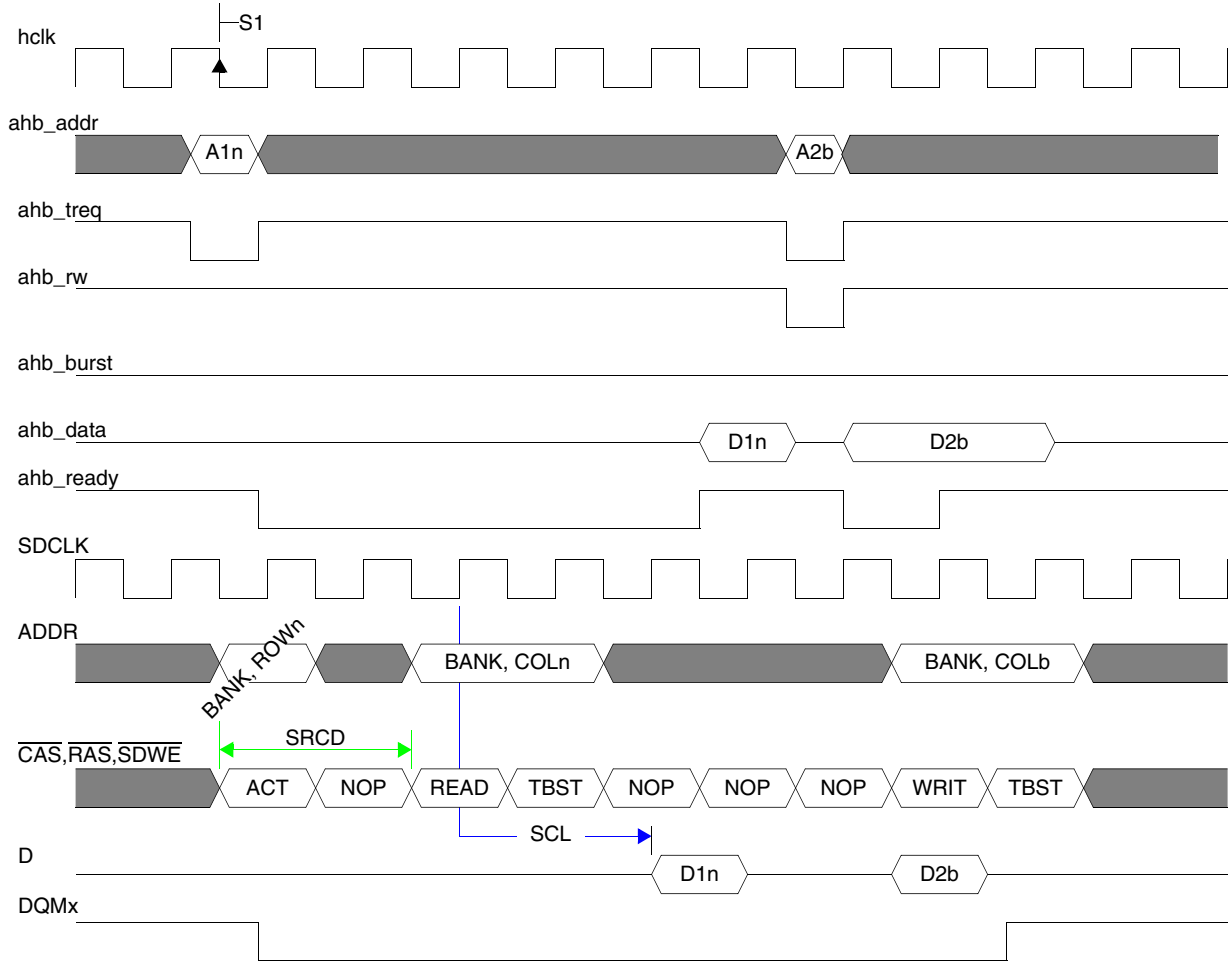 S1
hclk
ahb_addr
A1n
A2b
ahb_treq
ahb_rw
ahb_burst
ahb_data
D1n
D2b
ahb_ready
SDCLK
ADDR
BANK, ROWn
BANK, COLn
BANK, COLb
SRCD
CAS,RAS,SDWE
ACT
NOP
READ
TBST
NOP
NOP
NOP
WRIT
TBST
SCL
D
D1n
D2b
DQMx